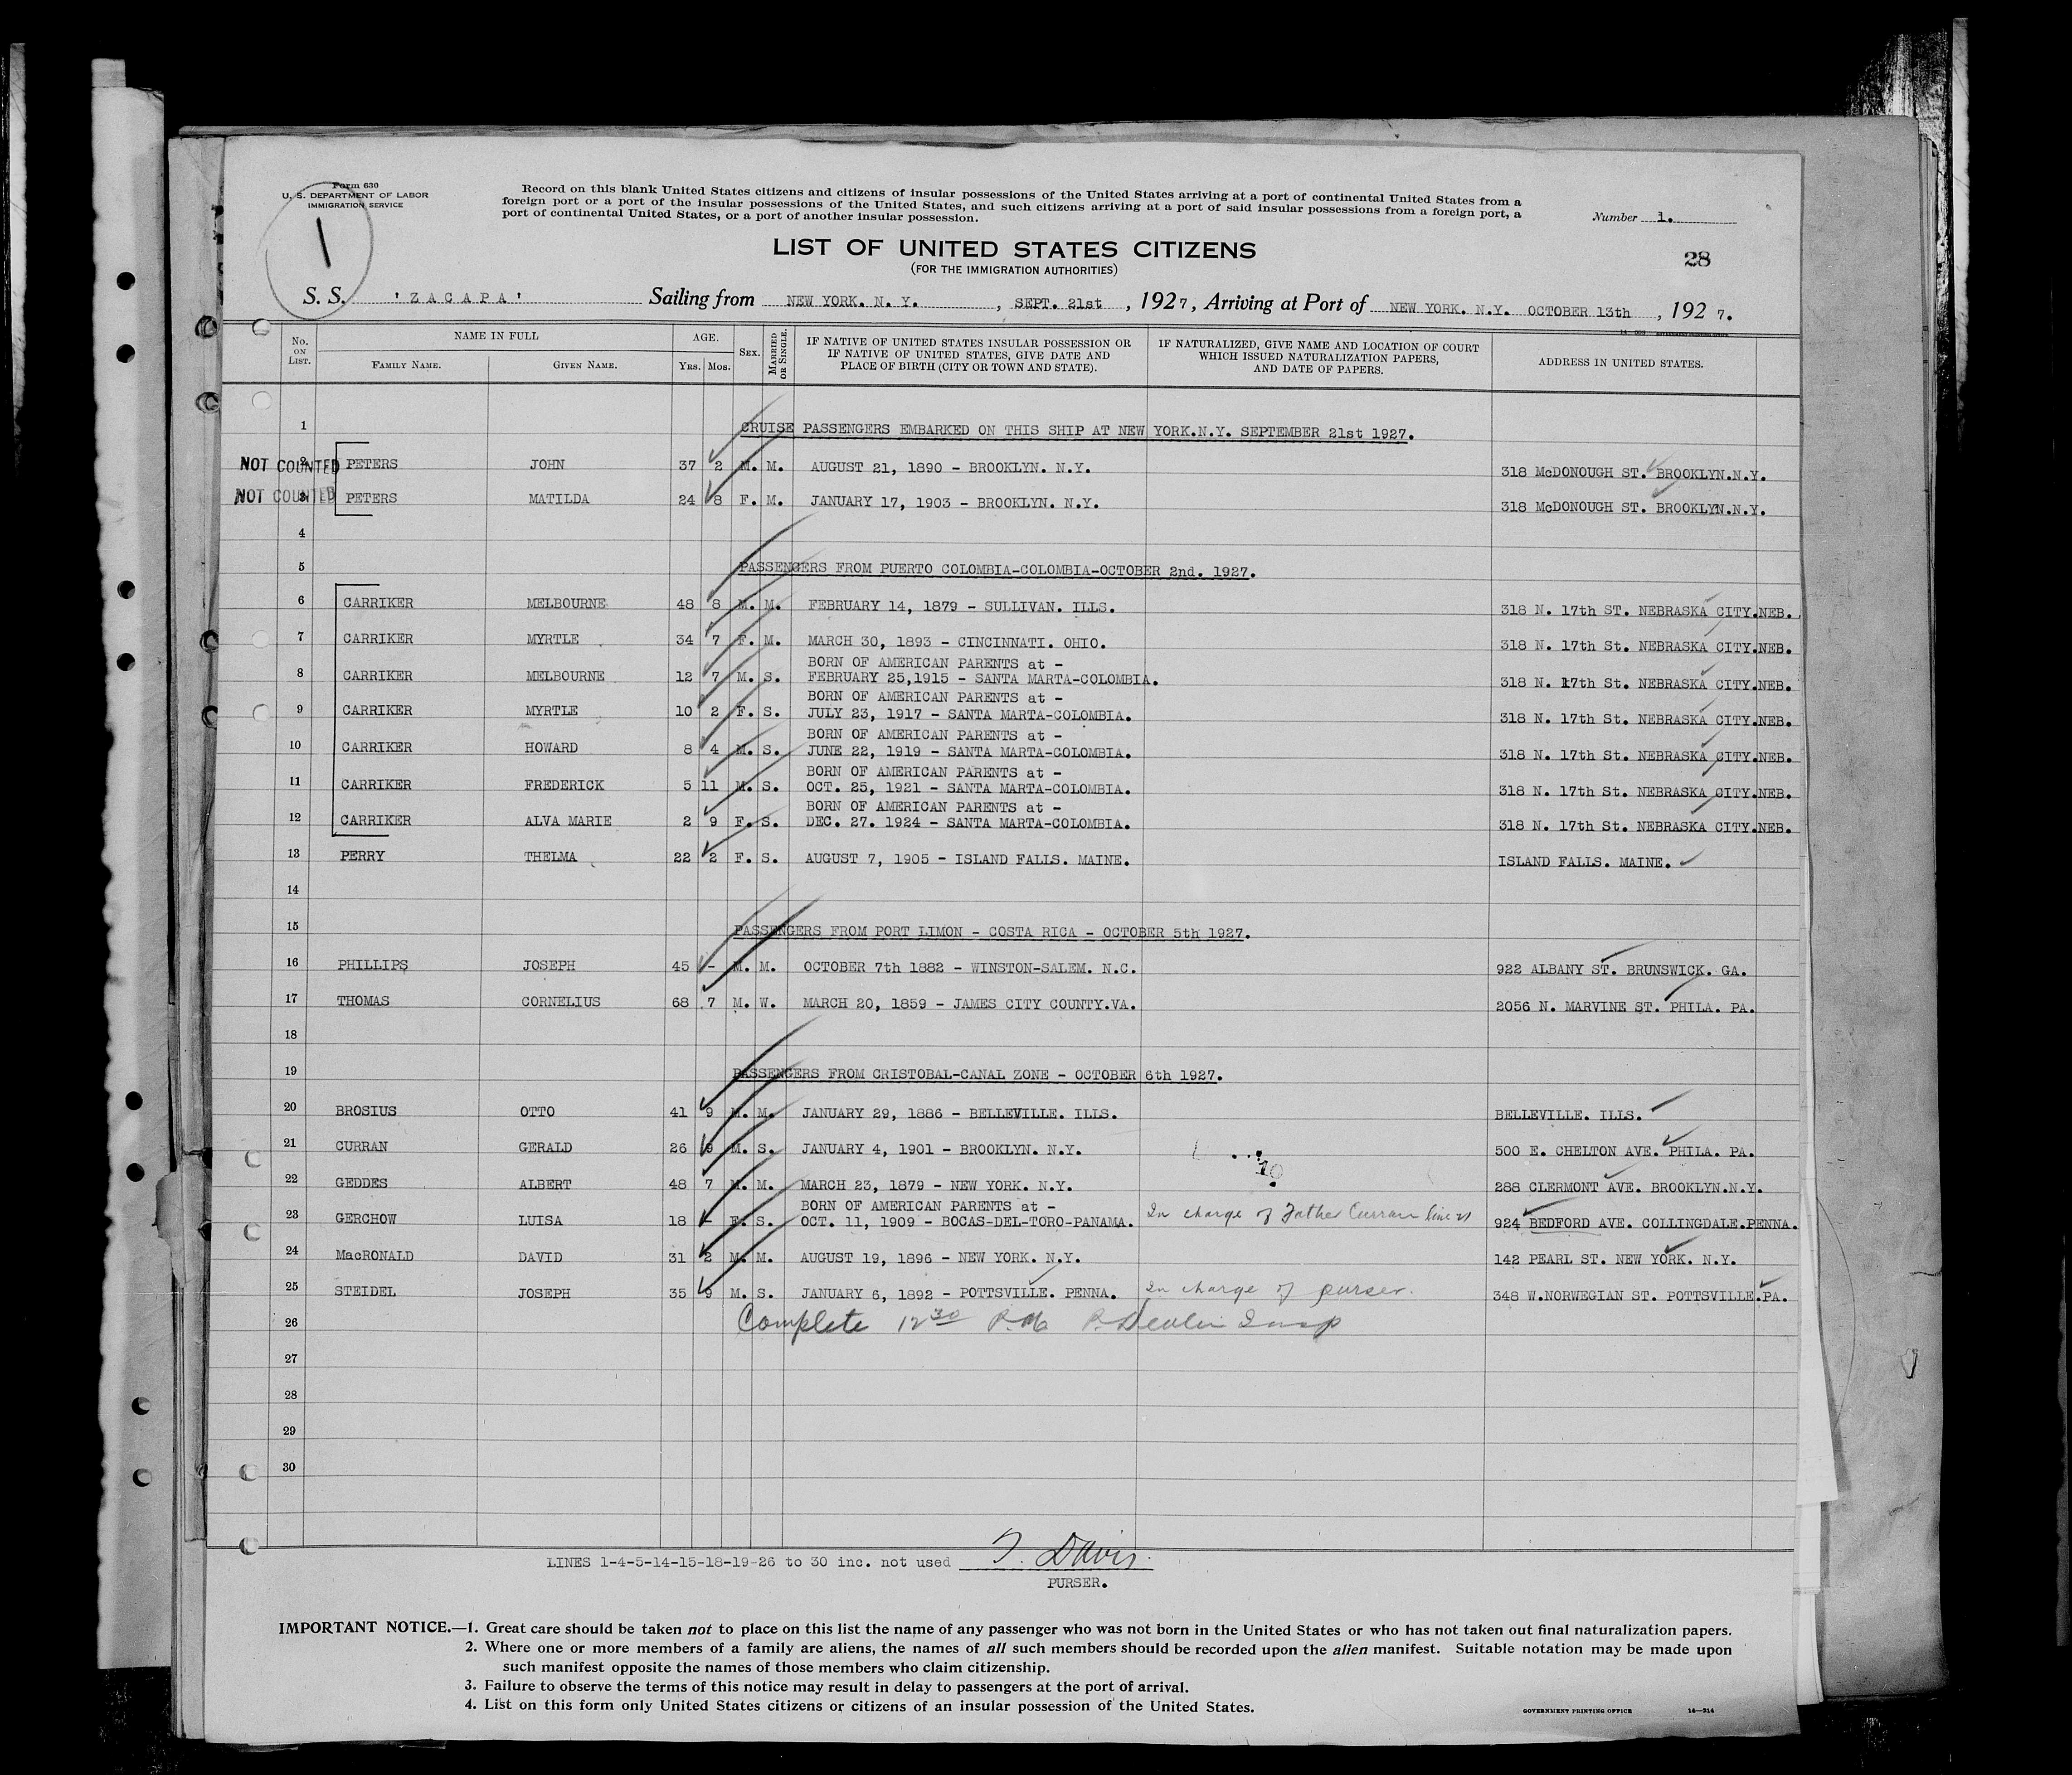 Form 630
U. S. DEPARTMENT OF LABOR
IMMIGRATION SERVICE
1
Record on this blank United States citizens and citizens of insular possessions of the United States arriving at a port of continental United States from a
foreign port or a port of the insular possessions of the United States, and such citizens arriving at a port of said insular possessions from a foreign port, a
port of continental United States, or a port of another insular possession.
Number 1.
LIST OF UNITED STATES CITIZENS
(FOR THE IMMIGRATION AUTHORITIES)
28
S. S. 'ZACAPA' Sailing from NEW YORK. N. Y. , SEPT. 21st , 1927, Arriving at Port of NEW YORK. N.Y. OCTOBER 13th , 1927.
No. ON LIST. NAME IN FULL FAMILY NAME. GIVEN NAME. AGE. YRS. MOS. SEX. MARRIED OR SINGLE. IF NATIVE OF UNITED STATES INSULAR POSSESSION OR IF NATIVE OF UNITED STATES, GIVE DATE AND PLACE OF BIRTH (CITY OR TOWN AND STATE). IF NATURALIZED, GIVE NAME AND LOCATION OF COURT WHICH ISSUED NATURALIZATION PAPERS, AND DATE OF PAPERS. ADDRESS IN UNITED STATES.
1 CRUISE PASSENGERS EMBARKED ON THIS SHIP AT NEW YORK.N.Y. SEPTEMBER 21st 1927.
NOT COUNTED 2 PETERS JOHN 37 2 M. M. AUGUST 21, 1890 - BROOKLYN. N.Y. 318 McDONOUGH ST. BROOKLYN.N.Y.
NOT COUNTED 3 PETERS MATILDA 24 8 F. M. JANUARY 17, 1903 - BROOKLYN. N.Y. 318 McDONOUGH ST. BROOKLYN.N.Y.
4
5 PASSENGERS FROM PUERTO COLOMBIA-COLOMBIA-OCTOBER 2nd. 1927.
6 CARRIKER MELBOURNE 48 8 M. M. FEBRUARY 14, 1879 - SULLIVAN. ILLS. 318 N. 17th ST. NEBRASKA CITY.NEB.
7 CARRIKER MYRTLE 34 7 F. M. MARCH 30, 1893 - CINCINNATI. OHIO. 318 N. 17th St. NEBRASKA CITY.NEB.
BORN OF AMERICAN PARENTS at -
8 CARRIKER MELBOURNE 12 7 M. S. FEBRUARY 25,1915 - SANTA MARTA-COLOMBIA. 318 N. 17th St. NEBRASKA CITY.NEB.
BORN OF AMERICAN PARENTS at -
9 CARRIKER MYRTLE 10 2 F. S. JULY 23, 1917 - SANTA MARTA-COLOMBIA. 318 N. 17th St. NEBRASKA CITY.NEB.
BORN OF AMERICAN PARENTS at -
10 CARRIKER HOWARD 8 4 M. S. JUNE 22, 1919 - SANTA MARTA-COLOMBIA. 318 N. 17th St. NEBRASKA CITY.NEB.
BORN OF AMERICAN PARENTS at -
11 CARRIKER FREDERICK 5 11 M. S. OCT. 25, 1921 - SANTA MARTA-COLOMBIA. 318 N. 17th St. NEBRASKA CITY.NEB.
BORN OF AMERICAN PARENTS at -
12 CARRIKER ALVA MARIE 2 9 F. S. DEC. 27. 1924 - SANTA MARTA-COLOMBIA. 318 N. 17th St. NEBRASKA CITY.NEB.
13 PERRY THELMA 22 2 F. S. AUGUST 7, 1905 - ISLAND FALLS. MAINE. ISLAND FALLS. MAINE.
14
15 PASSENGERS FROM PORT LIMON - COSTA RICA - OCTOBER 5th 1927.
16 PHILLIPS JOSEPH 45 - M. M. OCTOBER 7th 1882 - WINSTON-SALEM. N.C. 922 ALBANY ST. BRUNSWICK. GA.
17 THOMAS CORNELIUS 68 7 M. W. MARCH 20, 1859 - JAMES CITY COUNTY.VA. 2056 N. MARVINE ST. PHILA. PA.
18
19 PASSENGERS FROM CRISTOBAL-CANAL ZONE - OCTOBER 6th 1927.
20 BROSIUS OTTO 41 9 M. M. JANUARY 29, 1886 - BELLEVILLE. ILLS. BELLEVILLE. ILLS.
21 CURRAN GERALD 26 9 M. S. JANUARY 4, 1901 - BROOKLYN. N.Y. 500 E. CHELTON AVE. PHILA. PA.
22 GEDDES ALBERT 48 7 M. M. MARCH 23, 1879 - NEW YORK. N.Y. 288 CLERMONT AVE. BROOKLYN.N.Y.
BORN OF AMERICAN PARENTS at -
23 GERCHOW LUISA 18 - F. S. OCT. 11, 1909 - BOCAS-DEL-TORO-PANAMA. In charge of Father Curran line 21 924 BEDFORD AVE. COLLINGDALE.PENNA.
24 MacRONALD DAVID 31 2 M. M. AUGUST 19, 1896 - NEW YORK. N.Y. 142 PEARL ST. NEW YORK. N.Y.
25 STEIDEL JOSEPH 35 9 M. S. JANUARY 6, 1892 - POTTSVILLE. PENNA. In charge of purser. 348 W.NORWEGIAN ST. POTTSVILLE.PA.
26 Complete 12 30 P.M. P. Devlin Insp
27
28
29
30
LINES 1-4-5-14-15-18-19-26 to 30 inc. not used Davis.
PURSER.
IMPORTANT NOTICE.—1. Great care should be taken not to place on this list the name of any passenger who was not born in the United States or who has not taken out final naturalization papers.
2. Where one or more members of a family are aliens, the names of all such members should be recorded upon the alien manifest. Suitable notation may be made upon
such manifest opposite the names of those members who claim citizenship.
3. Failure to observe the terms of this notice may result in delay to passengers at the port of arrival.
4. List on this form only United States citizens or citizens of an insular possession of the United States.
GOVERNMENT PRINTING OFFICE 14—314